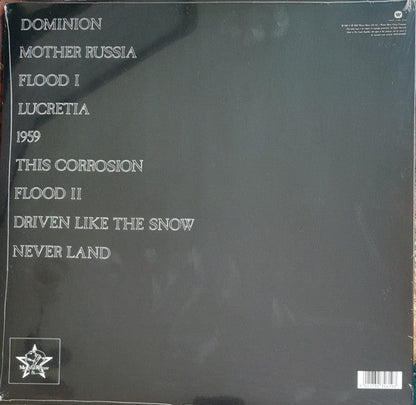 DOMINION
MOTHER RUSSIA
FLOOD I
LUCRETIA
1959
THIS CORROSION
FLOOD II
DRIVEN LIKE THE SNOW
NEVER LAND